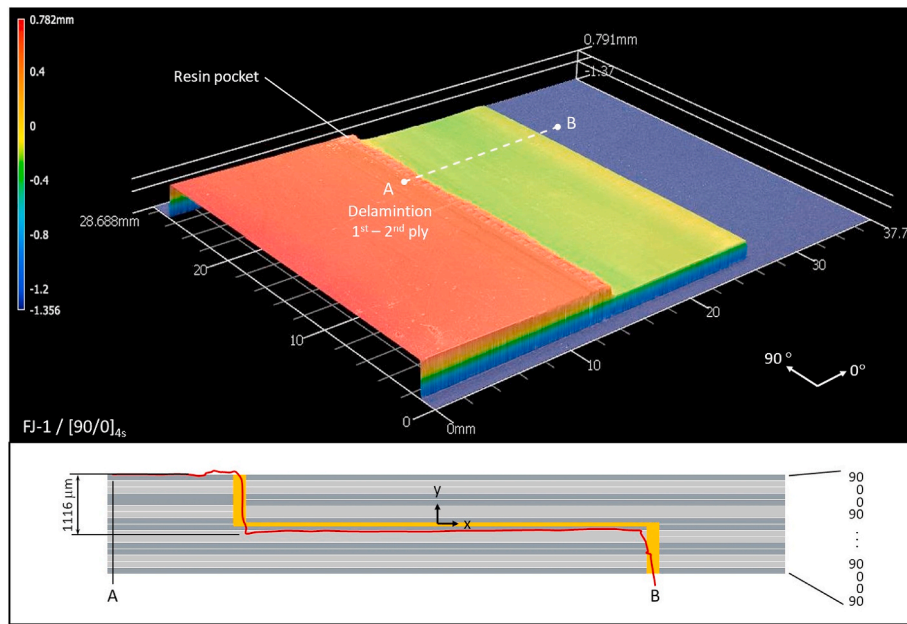 0.782mm
0.4
0
-0.4
-0.8
-1.2
-1.356
Resin pocket
0.791mm
-1.37
B
A
Delamintion
1st – 2nd ply
28.688mm
20
10
0
0mm
10
20
30
37.7
90 °
0°
FJ-1 / [90/0]4s
1116 µm
y
x
A
B
90
0
0
90
:
:
90
0
0
90